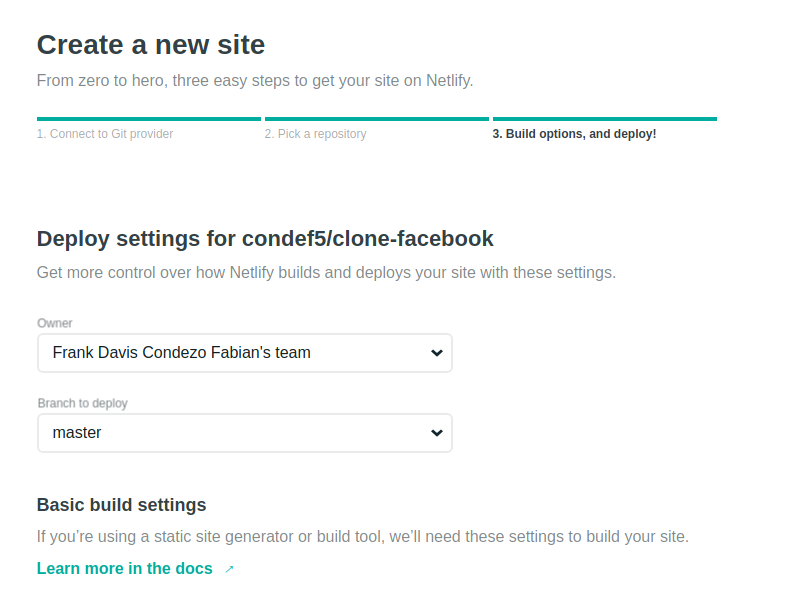 Create a new site
From zero to hero, three easy steps to get your site on Netlify.
1. Connect to Git provider
2. Pick a repository
3. Build options, and deploy!
Deploy settings for condef5/clone-facebook
Get more control over how Netlify builds and deploys your site with these settings.
Owner
Frank Davis Condezo Fabian's team
Branch to deploy
master
Basic build settings
If you’re using a static site generator or build tool, we’ll need these settings to build your site.
Learn more in the docs ↗